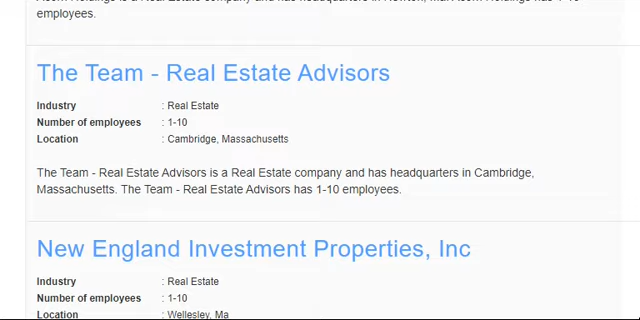 employees.
The Team - Real Estate Advisors
Industry : Real Estate
Number of employees : 1-10
Location : Cambridge, Massachusetts
The Team - Real Estate Advisors is a Real Estate company and has headquarters in Cambridge,
Massachusetts. The Team - Real Estate Advisors has 1-10 employees.
New England Investment Properties, Inc
Industry : Real Estate
Number of employees : 1-10
Location : Wellesley, Ma